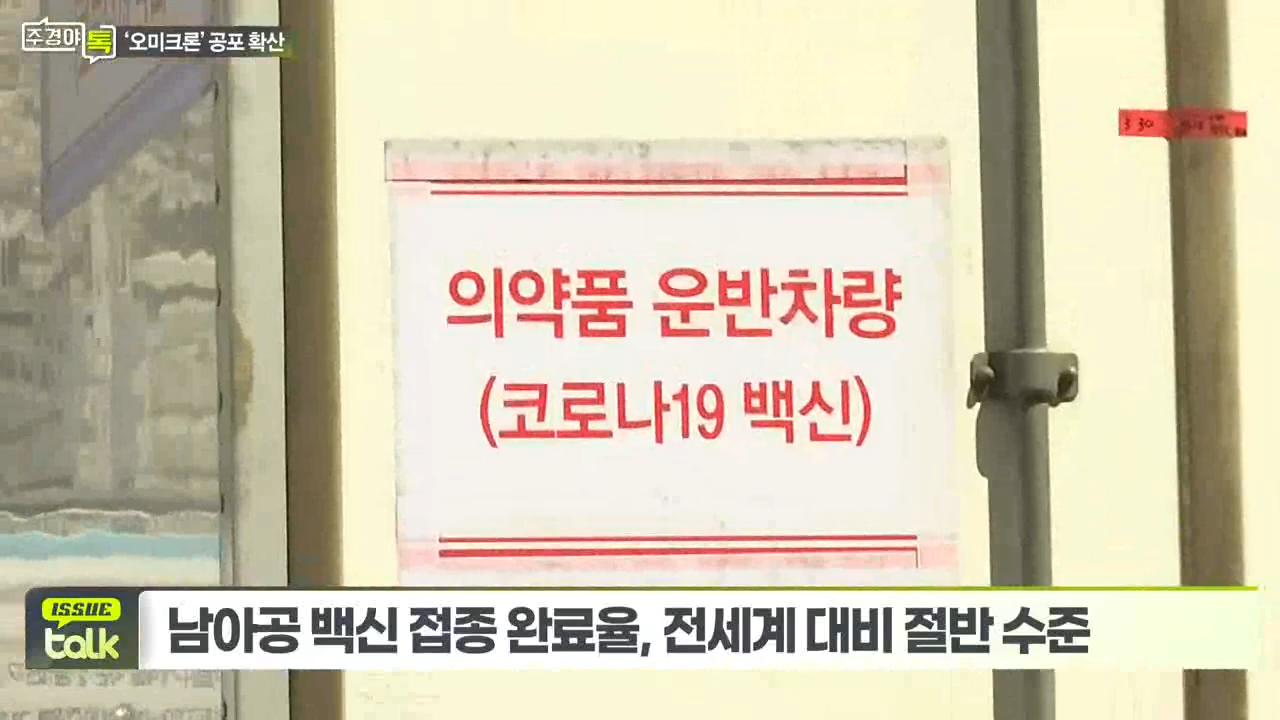 주경야톡 '오미크론' 공포 확산
3 30
의약품 운반차량
(코로나19 백신)
ISSUE talk
남아공 백신 접종 완료율, 전세계 대비 절반 수준